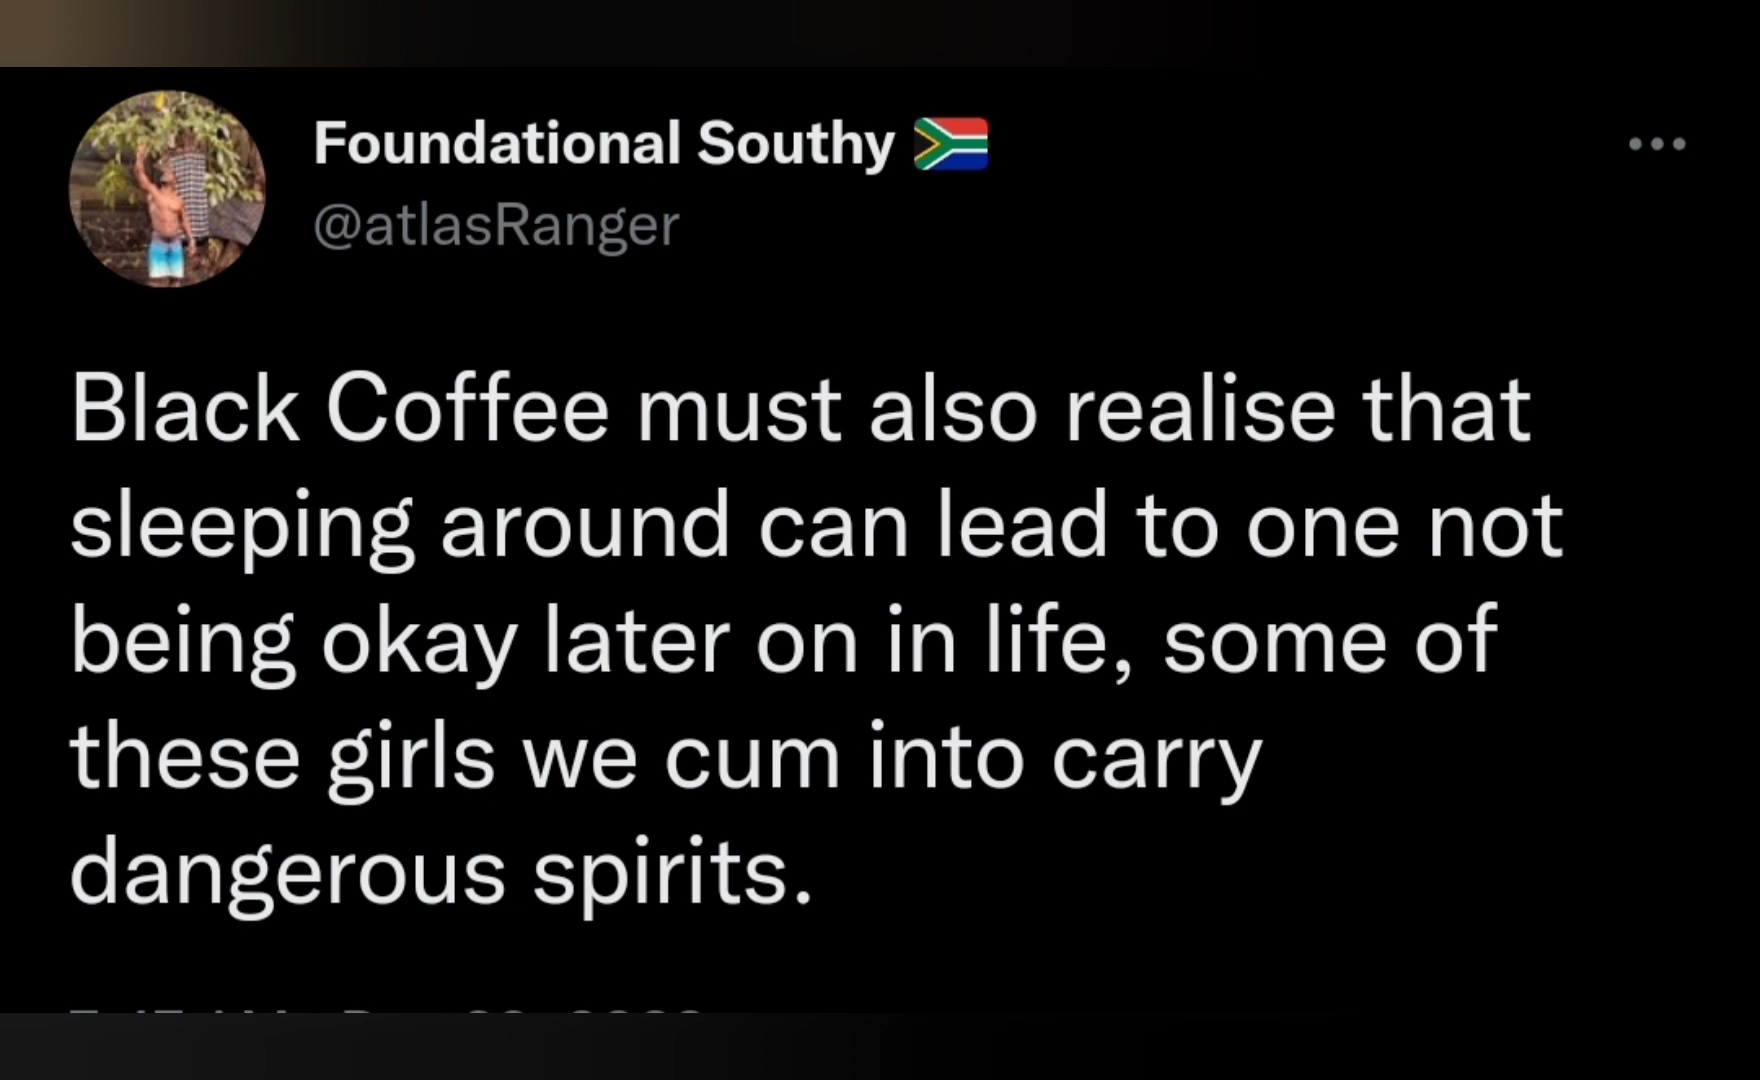 Foundational Southy
@atlasRanger
Black Coffee must also realise that
sleeping around can lead to one not
being okay later on in life, some of
these girls we cum into carry
dangerous spirits.